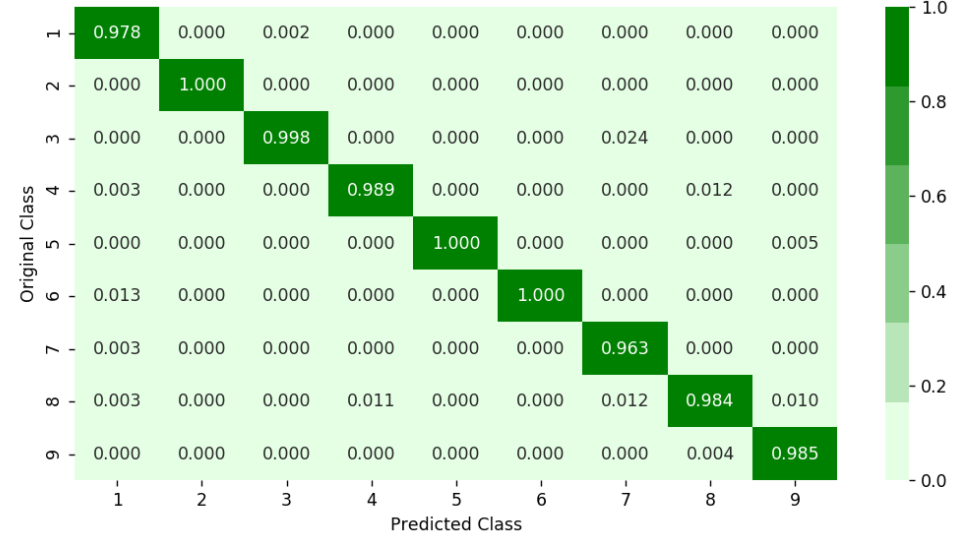 1 0.978 0.000 0.002 0.000 0.000 0.000 0.000 0.000 0.000
2 0.000 1.000 0.000 0.000 0.000 0.000 0.000 0.000 0.000
3 0.000 0.000 0.998 0.000 0.000 0.000 0.024 0.000 0.000
4 0.003 0.000 0.000 0.989 0.000 0.000 0.000 0.012 0.000
5 0.000 0.000 0.000 0.000 1.000 0.000 0.000 0.000 0.005
6 0.013 0.000 0.000 0.000 0.000 1.000 0.000 0.000 0.000
7 0.003 0.000 0.000 0.000 0.000 0.000 0.963 0.000 0.000
8 0.003 0.000 0.000 0.011 0.000 0.000 0.012 0.984 0.010
9 0.000 0.000 0.000 0.000 0.000 0.000 0.000 0.004 0.985
1 2 3 4 5 6 7 8 9
Predicted Class
Original Class
1.0
0.8
0.6
0.4
0.2
0.0